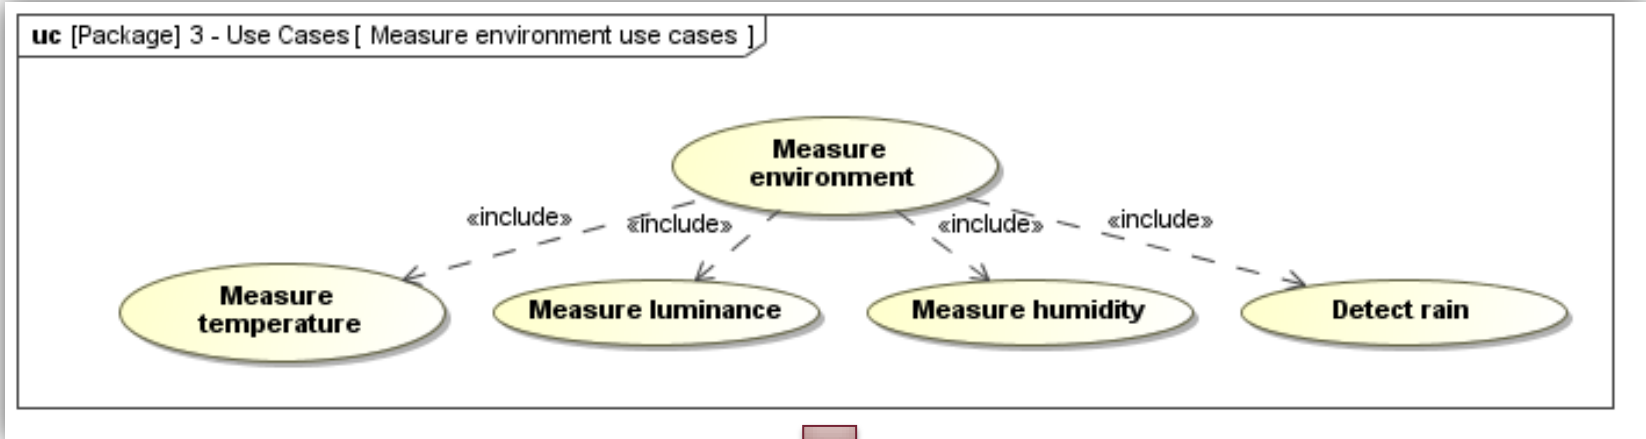 uc [Package] 3 - Use Cases [ Measure environment use cases ]
Measure
environment
«include»
«include»
«include»
«include»
Measure
temperature
Measure luminance
Measure humidity
Detect rain